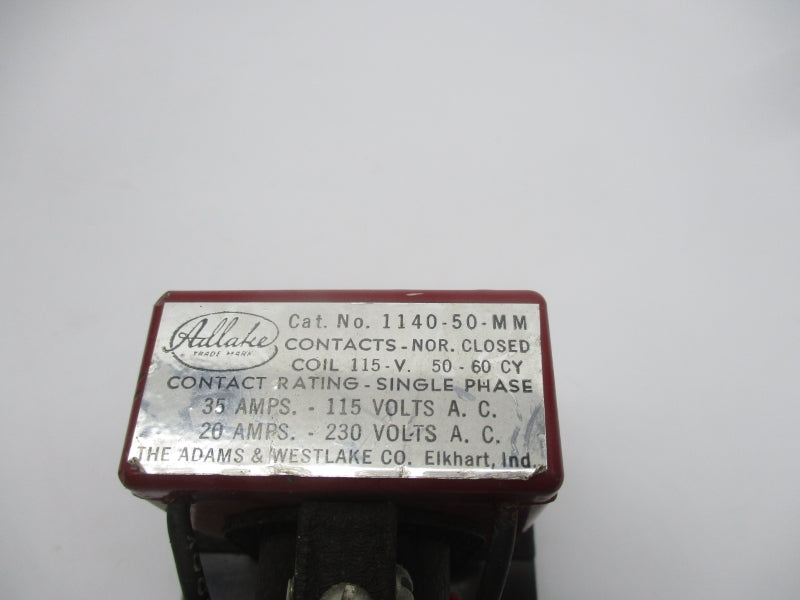 Adlake Cat. No. 1140-50-MM
TRADE MARK
CONTACTS-NOR. CLOSED
COIL 115-V. 50-60 CY
CONTACT RATING-SINGLE PHASE
35 AMPS. - 115 VOLTS A. C.
20 AMPS. - 230 VOLTS A. C.
THE ADAMS & WESTLAKE CO. Elkhart, Ind.